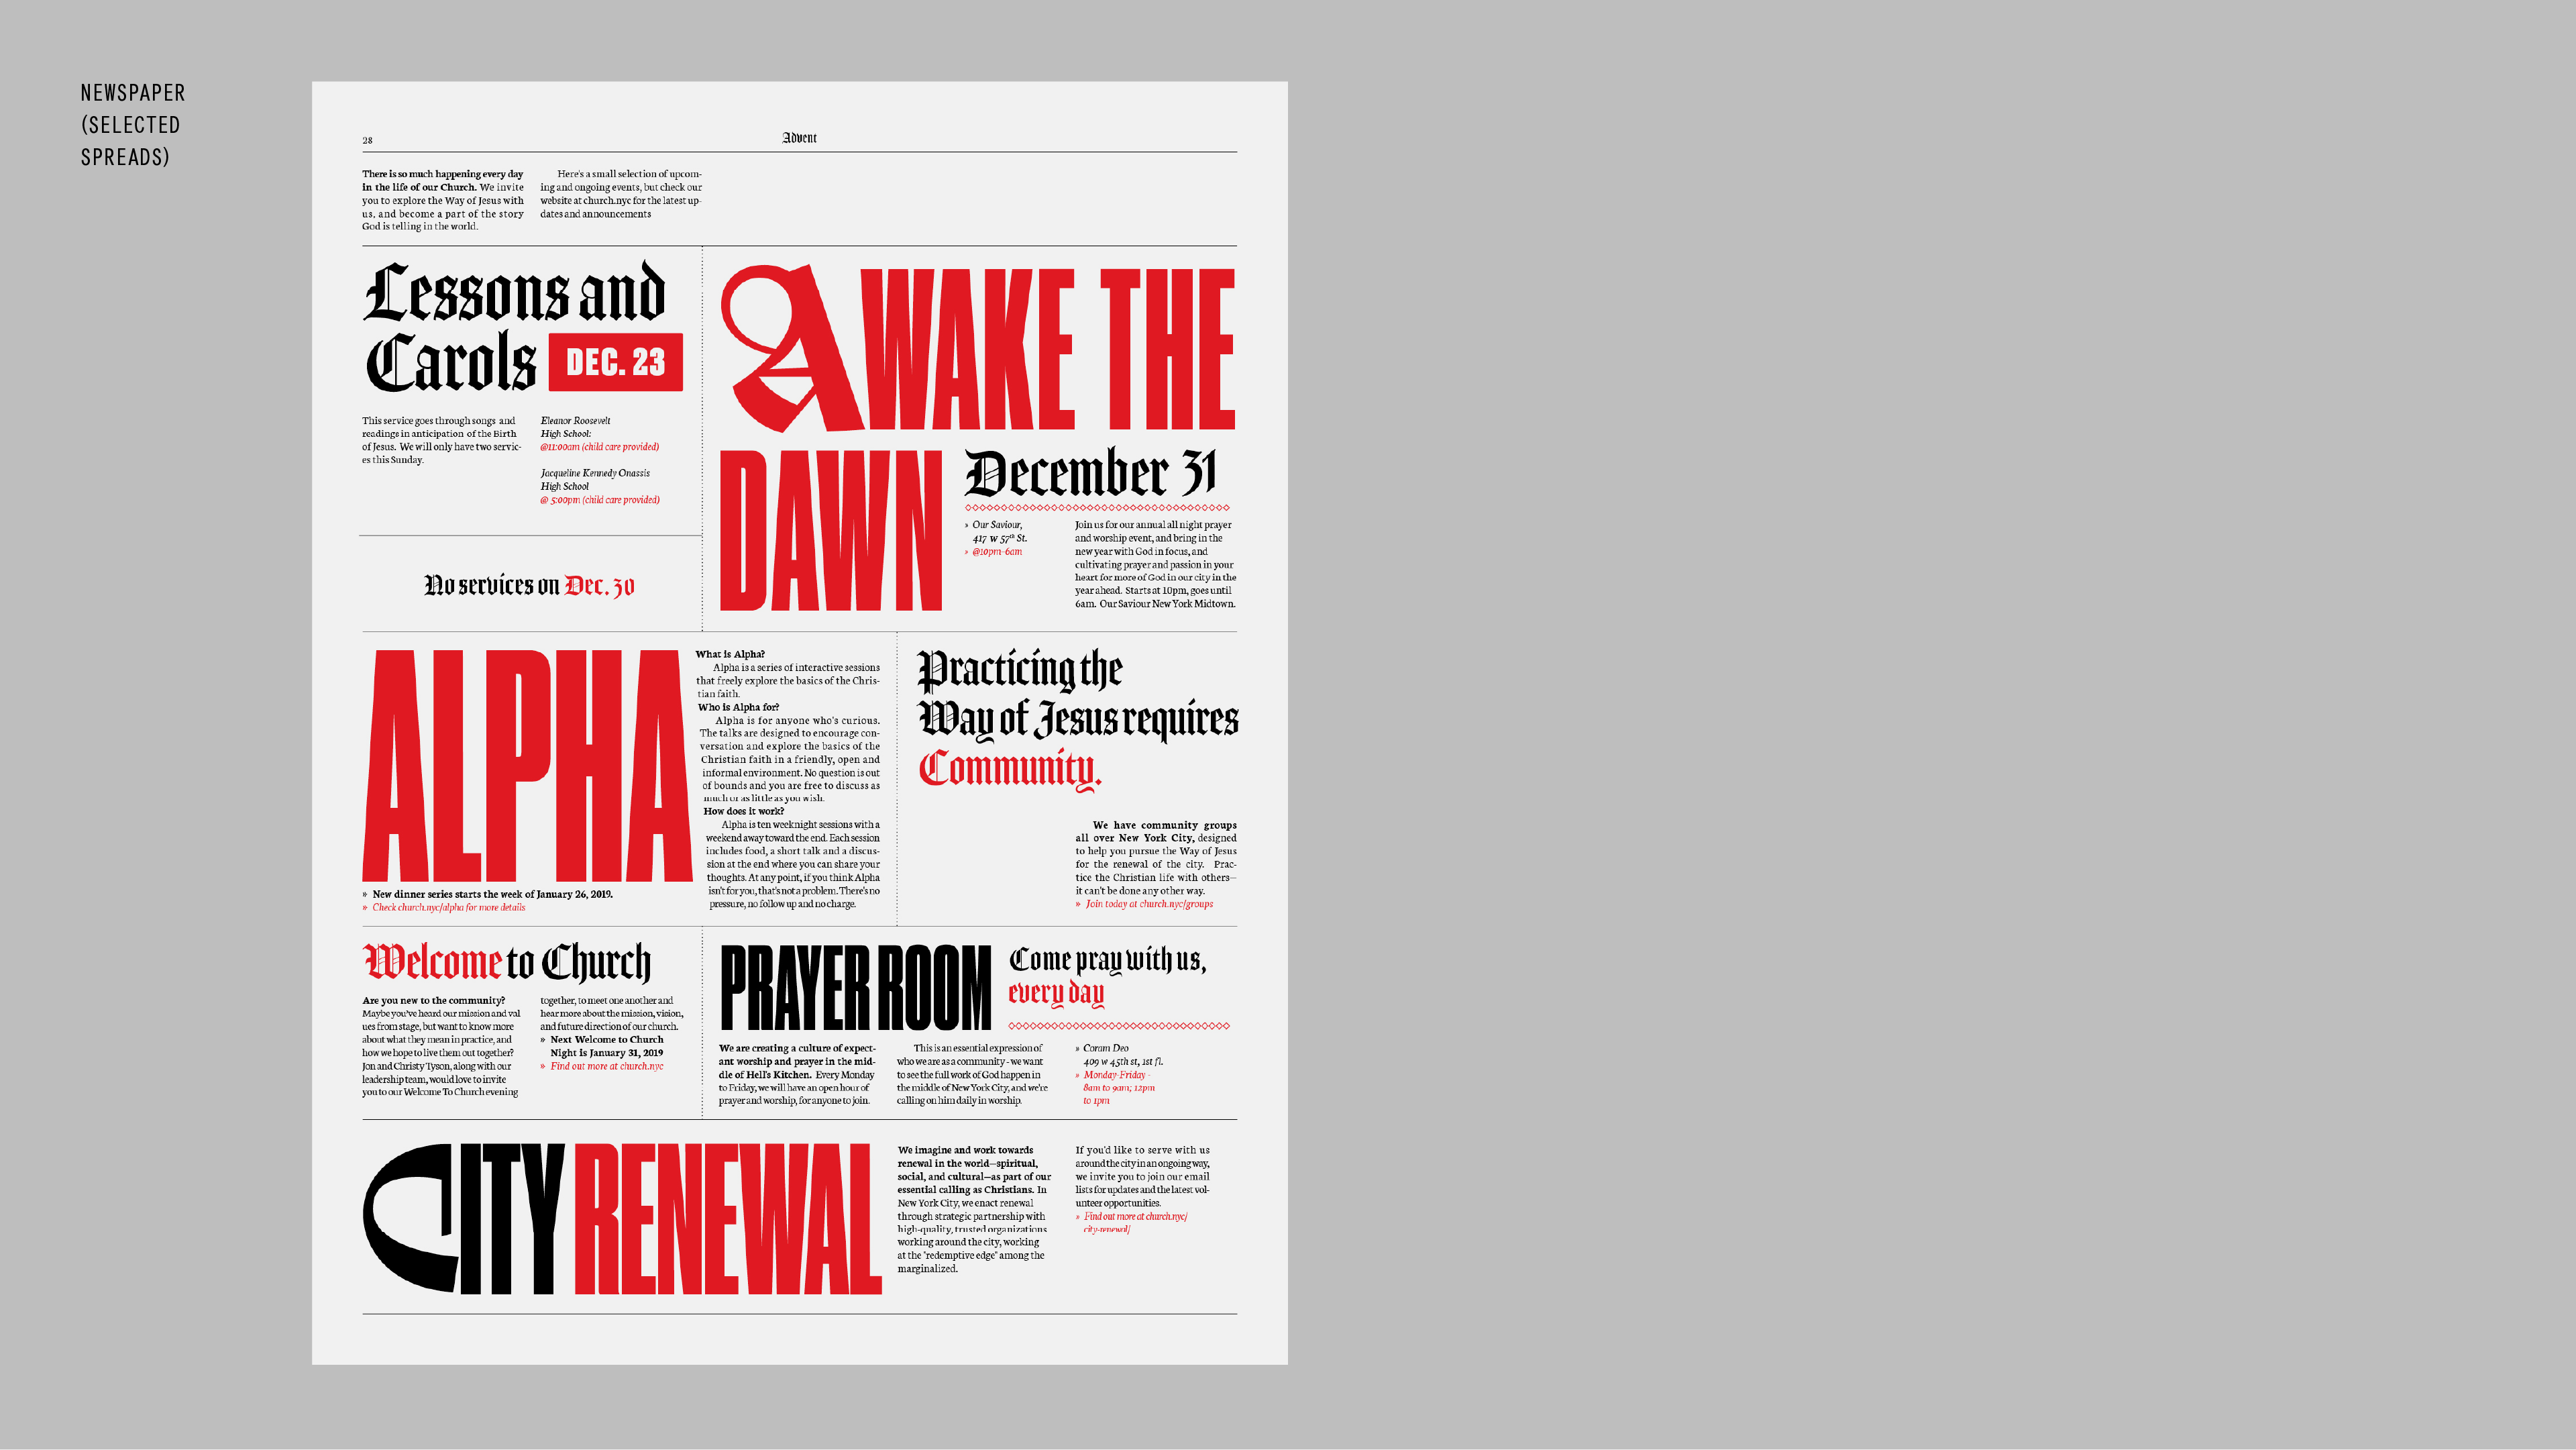 NEWSPAPER
(SELECTED
SPREADS)
28
Advent
There is so much happening every day
in the life of our Church. We invite
you to explore the Way of Jesus with
us, and become a part of the story
God is telling in the world.
Here's a small selection of upcom-
ing and ongoing events, but check our
website at church.nyc for the latest up-
dates and announcements
Lessons and
Carols DEC. 23
This service goes through songs and
readings in anticipation of the Birth
of Jesus. We will only have two servic-
es this Sunday.
Eleanor Roosevelt
High School:
@11:00am (child care provided)
Jacqueline Kennedy Onassis
High School
@ 5:00pm (child care provided)
No services on Dec. 30
AWAKE THE
DAWN
December 31
» Our Saviour,
417 w 57th St.
» @10pm-6am
Join us for our annual all night prayer
and worship event, and bring in the
new year with God in focus, and
cultivating prayer and passion in your
heart for more of God in our city in the
year ahead. Starts at 10pm, goes until
6am. Our Saviour New York Midtown.
ALPHA
» New dinner series starts the week of January 26, 2019.
» Check church.nyc/alpha for more details
What is Alpha?
Alpha is a series of interactive sessions
that freely explore the basics of the Chris-
tian faith.
Who is Alpha for?
Alpha is for anyone who's curious.
The talks are designed to encourage con-
versation and explore the basics of the
Christian faith in a friendly, open and
informal environment. No question is out
of bounds and you are free to discuss as
much or as little as you wish.
How does it work?
Alpha is ten weeknight sessions with a
weekend away toward the end. Each session
includes food, a short talk and a discus-
sion at the end where you can share your
thoughts. At any point, if you think Alpha
isn't for you, that's not a problem. There's no
pressure, no follow up and no charge.
Practicing the
Way of Jesus requires
Community.
We have community groups
all over New York City, designed
to help you pursue the Way of Jesus
for the renewal of the city. Prac-
tice the Christian life with others—
it can't be done any other way.
» Join today at church.nyc/groups
Welcome to Church
Are you new to the community?
Maybe you've heard our mission and val
ues from stage, but want to know more
about what they mean in practice, and
how we hope to live them out together?
Jon and Christy Tyson, along with our
leadership team, would love to invite
you to our Welcome To Church evening
together, to meet one another and
hear more about the mission, vision,
and future direction of our church.
» Next Welcome to Church
Night is January 31, 2019
» Find out more at church.nyc
PRAYER ROOM
Come pray with us,
every day
We are creating a culture of expect-
ant worship and prayer in the mid-
dle of Hell's Kitchen. Every Monday
to Friday, we will have an open hour of
prayer and worship, for anyone to join.
This is an essential expression of
who we are as a community - we want
to see the full work of God happen in
the middle of New York City, and we're
calling on him daily in worship.
» Coram Deo
409 w 45th st, 1st fl.
» Monday-Friday -
8am to 9am; 12pm
to 1pm
CITY RENEWAL
We imagine and work towards
renewal in the world—spiritual,
social, and cultural—as part of our
essential calling as Christians. In
New York City, we enact renewal
through strategic partnership with
high-quality, trusted organizations
working around the city, working
at the "redemptive edge" among the
marginalized.
If you'd like to serve with us
around the city in an ongoing way,
we invite you to join our email
lists for updates and the latest vol-
unteer opportunities.
» Find out more at church.nyc/
city-renewal/